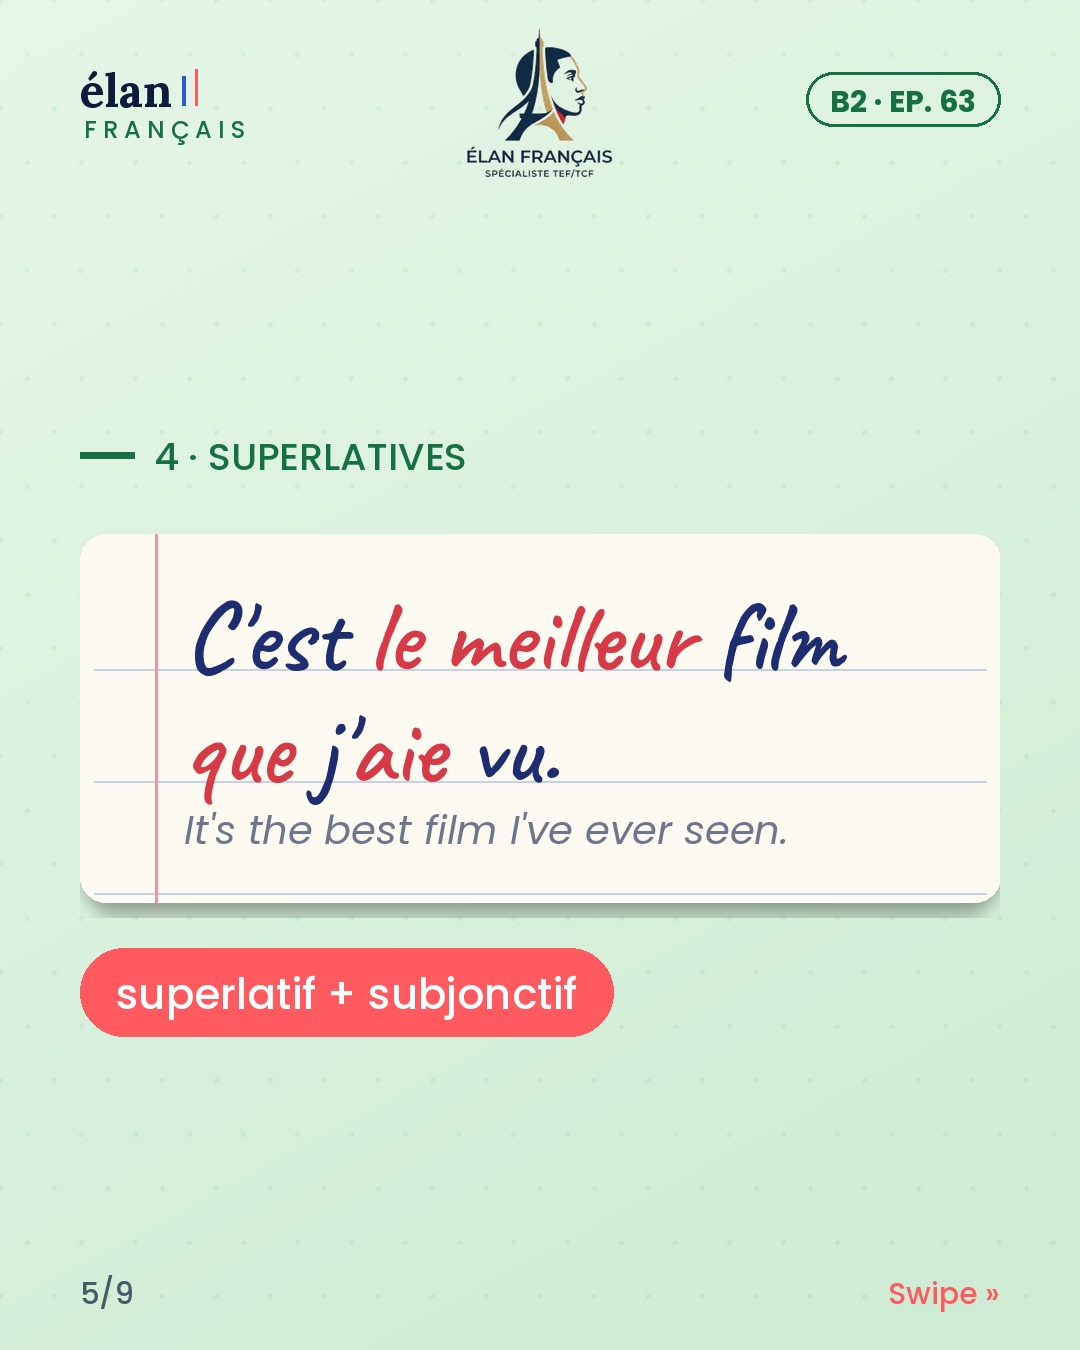 élan
FRANÇAIS
ÉLAN FRANÇAIS
SPÉCIALISTE TEF/TCF
B2 · EP. 63
4 · SUPERLATIVES
C'est le meilleur film
que j'aie vu.
It's the best film I've ever seen.
superlatif + subjonctif
5/9
Swipe »